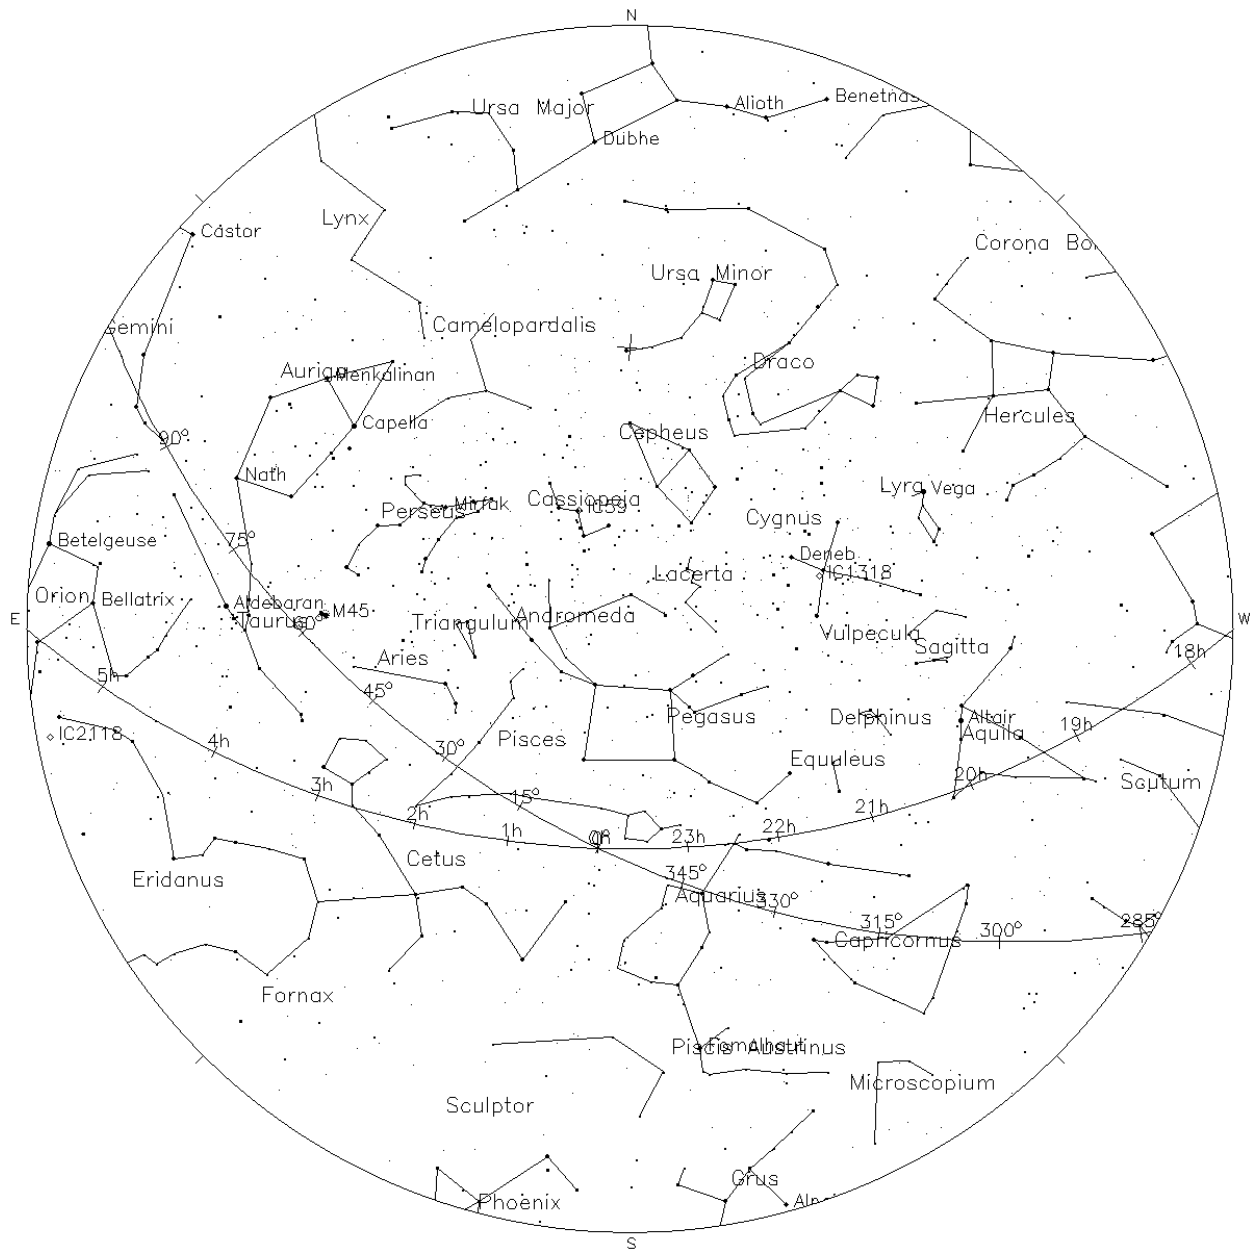 N
Ursa Major
Alioth
Benetnas
Dubhe
Lynx
Castor
Corona Bor
Ursa Minor
Gemini
Camelopardalis
Draco
Auriga
Menkalinan
Capella
Hercules
Cepheus
90°
Nath
Lyra
Vega
Perseus
Mirfak
Cassiopeia
IC59
Cygnus
75°
Betelgeuse
Deneb
IC1318
Lacerta
Orion
Bellatrix
Aldebaran
Taurus
M45
60°
Triangulum
Andromeda
Vulpecula
Sagitta
E
W
Aries
18h
5h
45°
Pegasus
Delphinus
Altair
Aquila
19h
IC2118
4h
30°
Pisces
Equuleus
20h
Scutum
3h
15°
2h
21h
1h
0°
23h
22h
Cetus
Eridanus
345°
Aquarius
330°
315°
300°
285°
Capricornus
Fornax
Fomalhaut
Piscis Austrinus
Microscopium
Sculptor
Grus
Phoenix
Aln
S